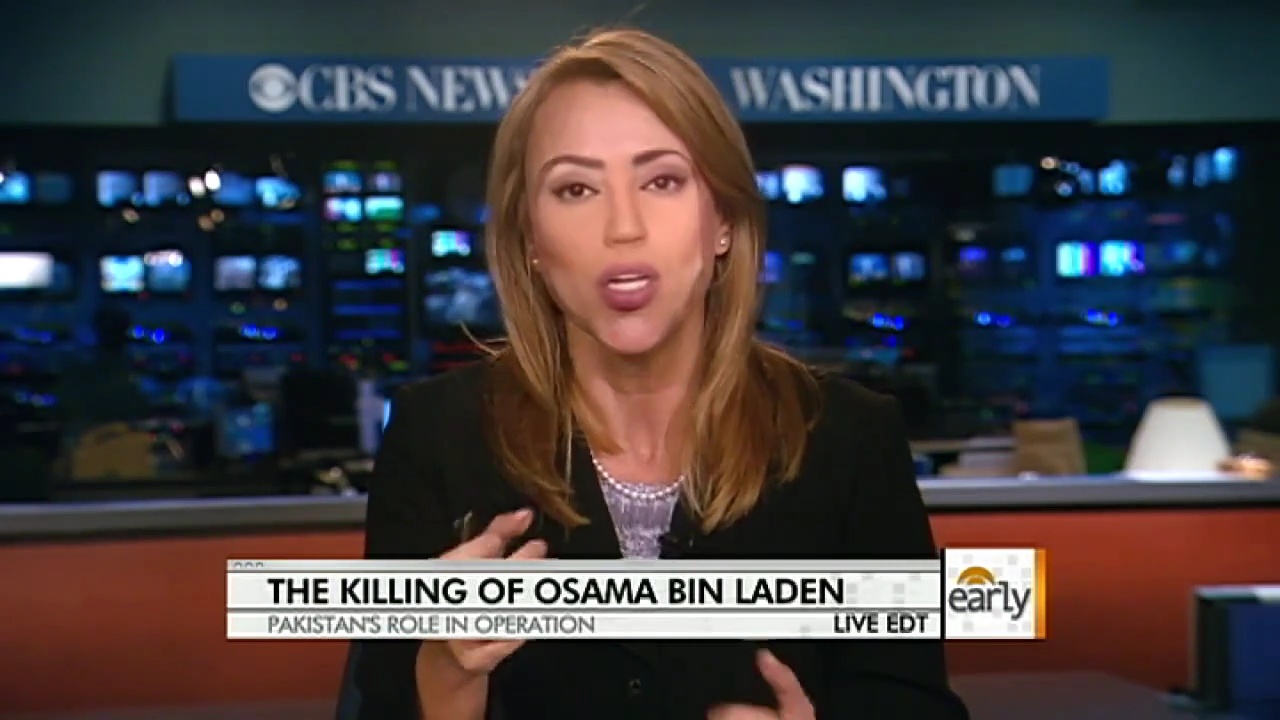 CBS NEWS WASHINGTON
THE KILLING OF OSAMA BIN LADEN
PAKISTAN'S ROLE IN OPERATION
LIVE EDT
early